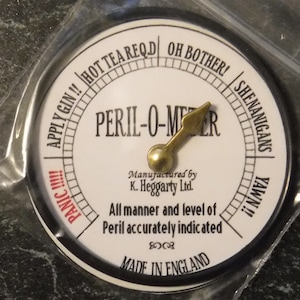 PANIC !!!!!
APPLY GIN !!
HOT TEA REQ.D
OH BOTHER!
SHENANIGANS
YAWN !!
PERIL-O-METER
Manufactured by
K. Heggarty Ltd.
All manner and level of
Peril accurately indicated
MADE IN ENGLAND